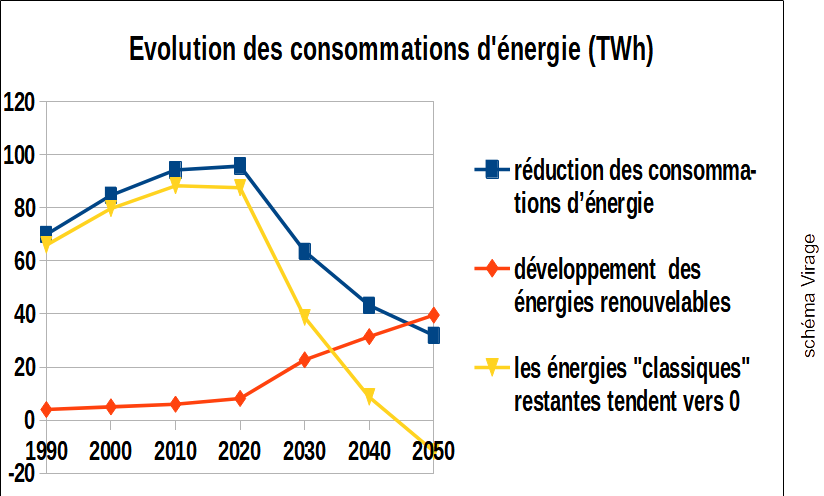 Evolution des consommations d'énergie (TWh)
120
100
80
60
40
20
0
-20
1990 2000 2010 2020 2030 2040 2050
réduction des consomma-
tions d’énergie
développement des
énergies renouvelables
les énergies "classiques"
restantes tendent vers 0
schéma Virage